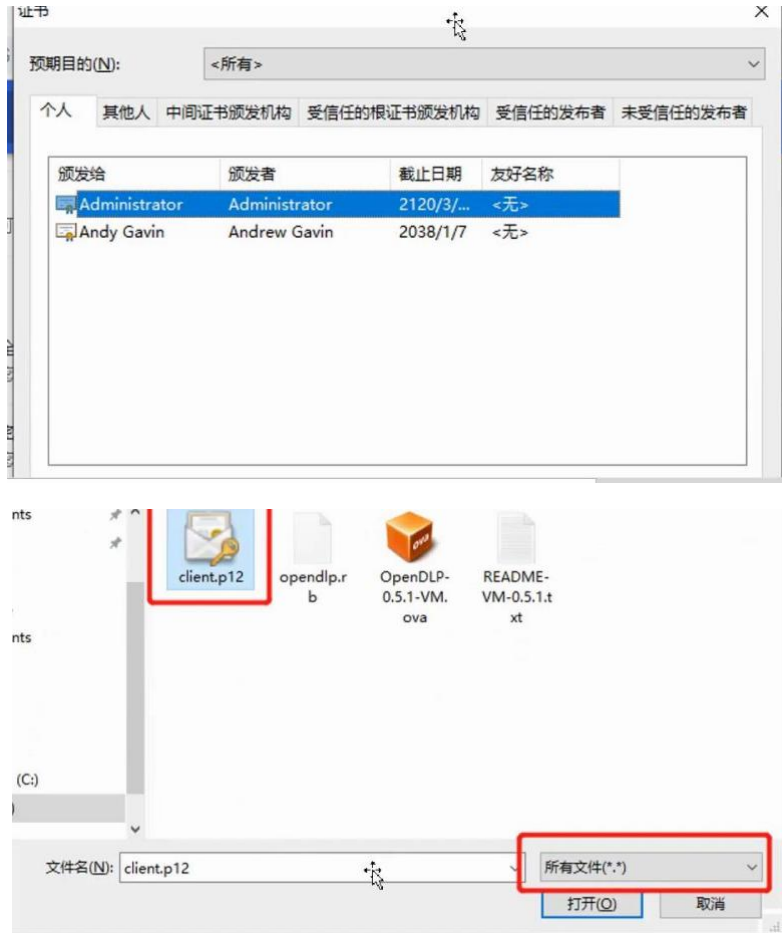 证书
预期目的(N):
<所有>
个人 其他人 中间证书颁发机构 受信任的根证书颁发机构 受信任的发布者 未受信任的发布者
颁发给 颁发者 截止日期 友好名称
Administrator Administrator 2120/3/... <无>
Andy Gavin Andrew Gavin 2038/1/7 <无>
nts
client.p12
opendlp.r
b
OpenDLP-
0.5.1-VM.
ova
README-
VM-0.5.1.t
xt
nts
(C:)
文件名(N): client.p12 所有文件(*.*)
打开(O) 取消